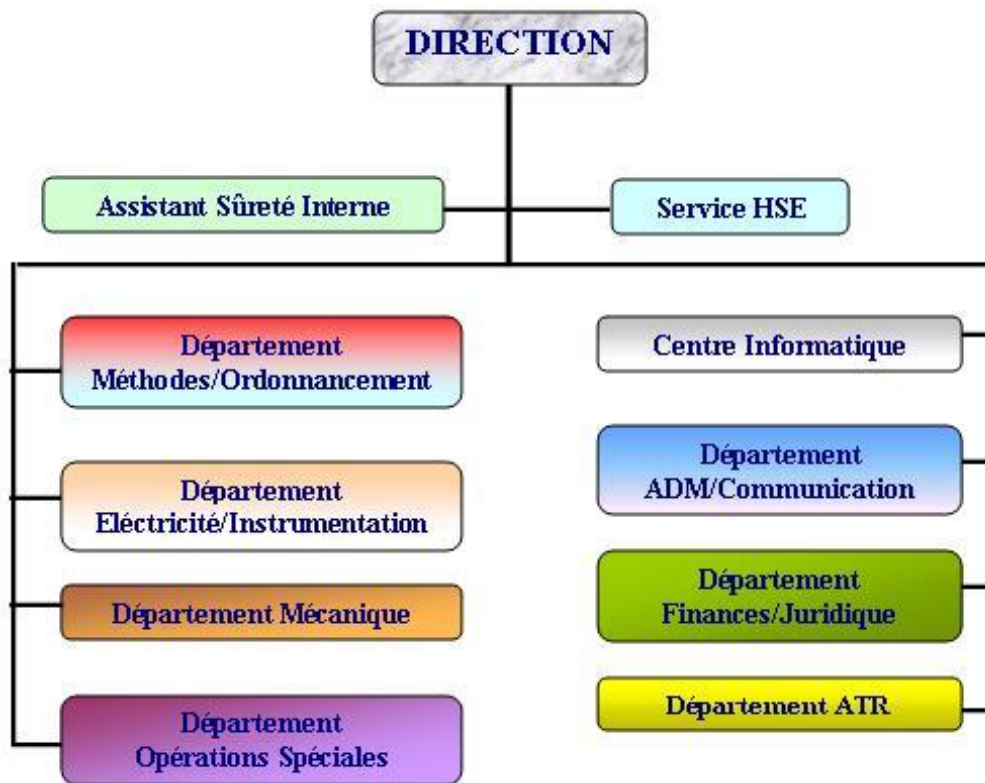 DIRECTION
Assistant Sûreté Interne
Service HSE
Département
Méthodes/Ordonnancement
Département
Eléctricité/Instrumentation
Département Mécanique
Département
Opérations Spéciales
Centre Informatique
Département
ADM/Communication
Département
Finances/Juridique
Département ATR